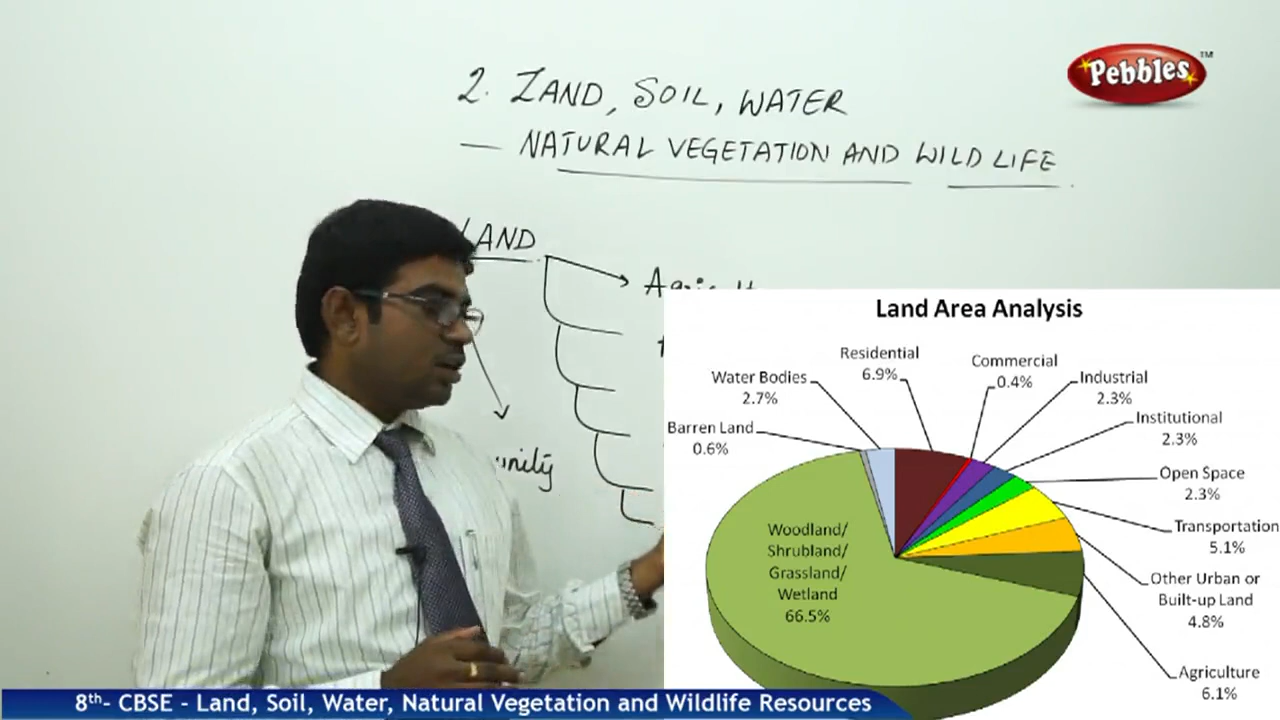 Pebbles™
2. LAND, SOIL, WATER
— NATURAL VEGETATION AND WILD LIFE
LAND
Land Area Analysis
Residential
6.9%
Commercial
0.4%
Water Bodies
2.7%
Industrial
2.3%
Barren Land
0.6%
Institutional
2.3%
Open Space
2.3%
Transportation
5.1%
Woodland/
Shrubland/
Grassland/
Wetland
66.5%
Other Urban or
Built-up Land
4.8%
Agriculture
6.1%
8th- CBSE - Land, Soil, Water, Natural Vegetation and Wildlife Resources